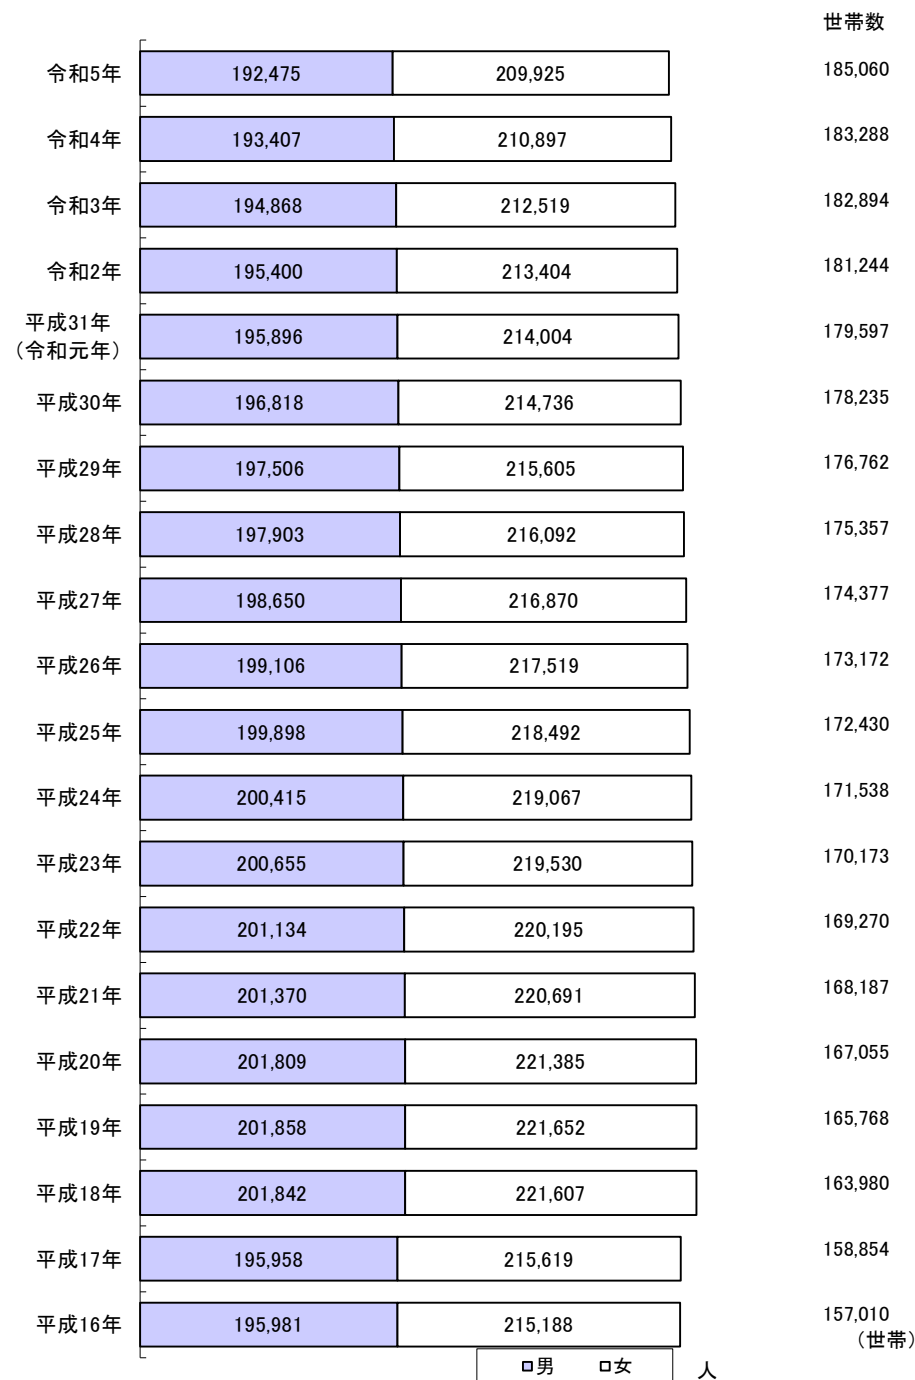 世帯数
令和5年 192,475 209,925 185,060
令和4年 193,407 210,897 183,288
令和3年 194,868 212,519 182,894
令和2年 195,400 213,404 181,244
平成31年
（令和元年） 195,896 214,004 179,597
平成30年 196,818 214,736 178,235
平成29年 197,506 215,605 176,762
平成28年 197,903 216,092 175,357
平成27年 198,650 216,870 174,377
平成26年 199,106 217,519 173,172
平成25年 199,898 218,492 172,430
平成24年 200,415 219,067 171,538
平成23年 200,655 219,530 170,173
平成22年 201,134 220,195 169,270
平成21年 201,370 220,691 168,187
平成20年 201,809 221,385 167,055
平成19年 201,858 221,652 165,768
平成18年 201,842 221,607 163,980
平成17年 195,958 215,619 158,854
平成16年 195,981 215,188 157,010
（世帯）
男 女 人